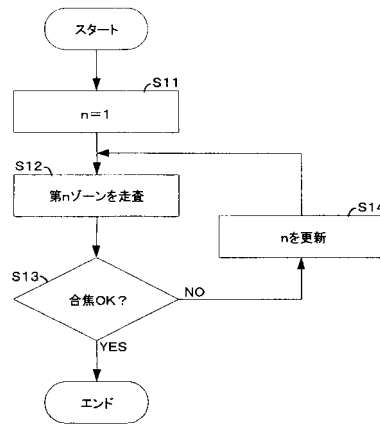 スタート
S11
n=1
S12
第nゾーンを走査
S14
nを更新
S13
合焦OK?
NO
YES
エンド